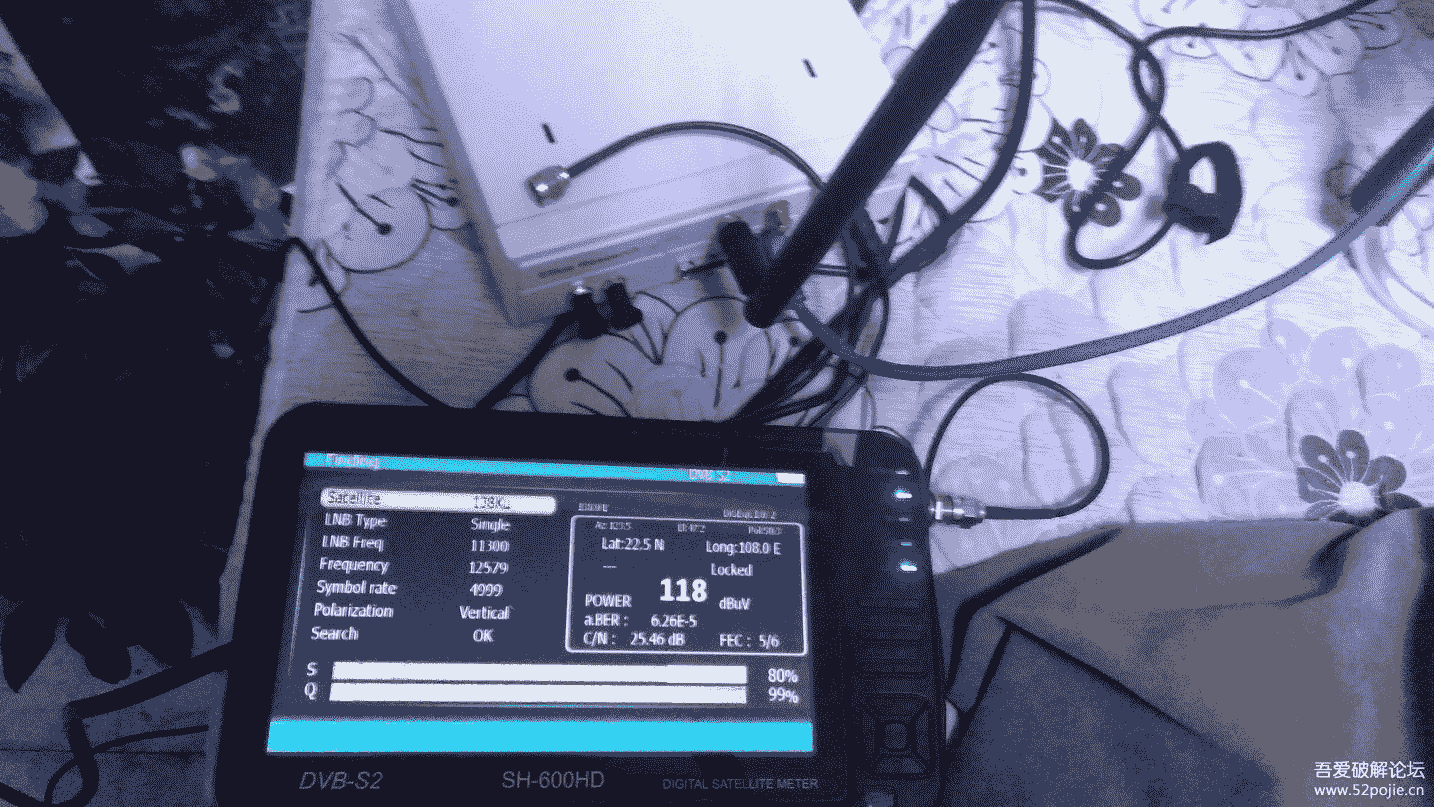 Finding DVB-S2
Satellite 138KU
LNB Type Single
LNB Freq 11300
Frequency 12579
Symbol rate 4999
Polarization Vertical
Search OK
Lat:22.5 N Long:108.0 E
--- Locked
POWER 118 dBuV
a.BER : 6.26E-5
C/N : 25.46 dB FEC : 5/6
S 80%
Q 99%
DVB-S2 SH-600HD DIGITAL SATELLITE METER
吾爱破解论坛
www.52pojie.cn